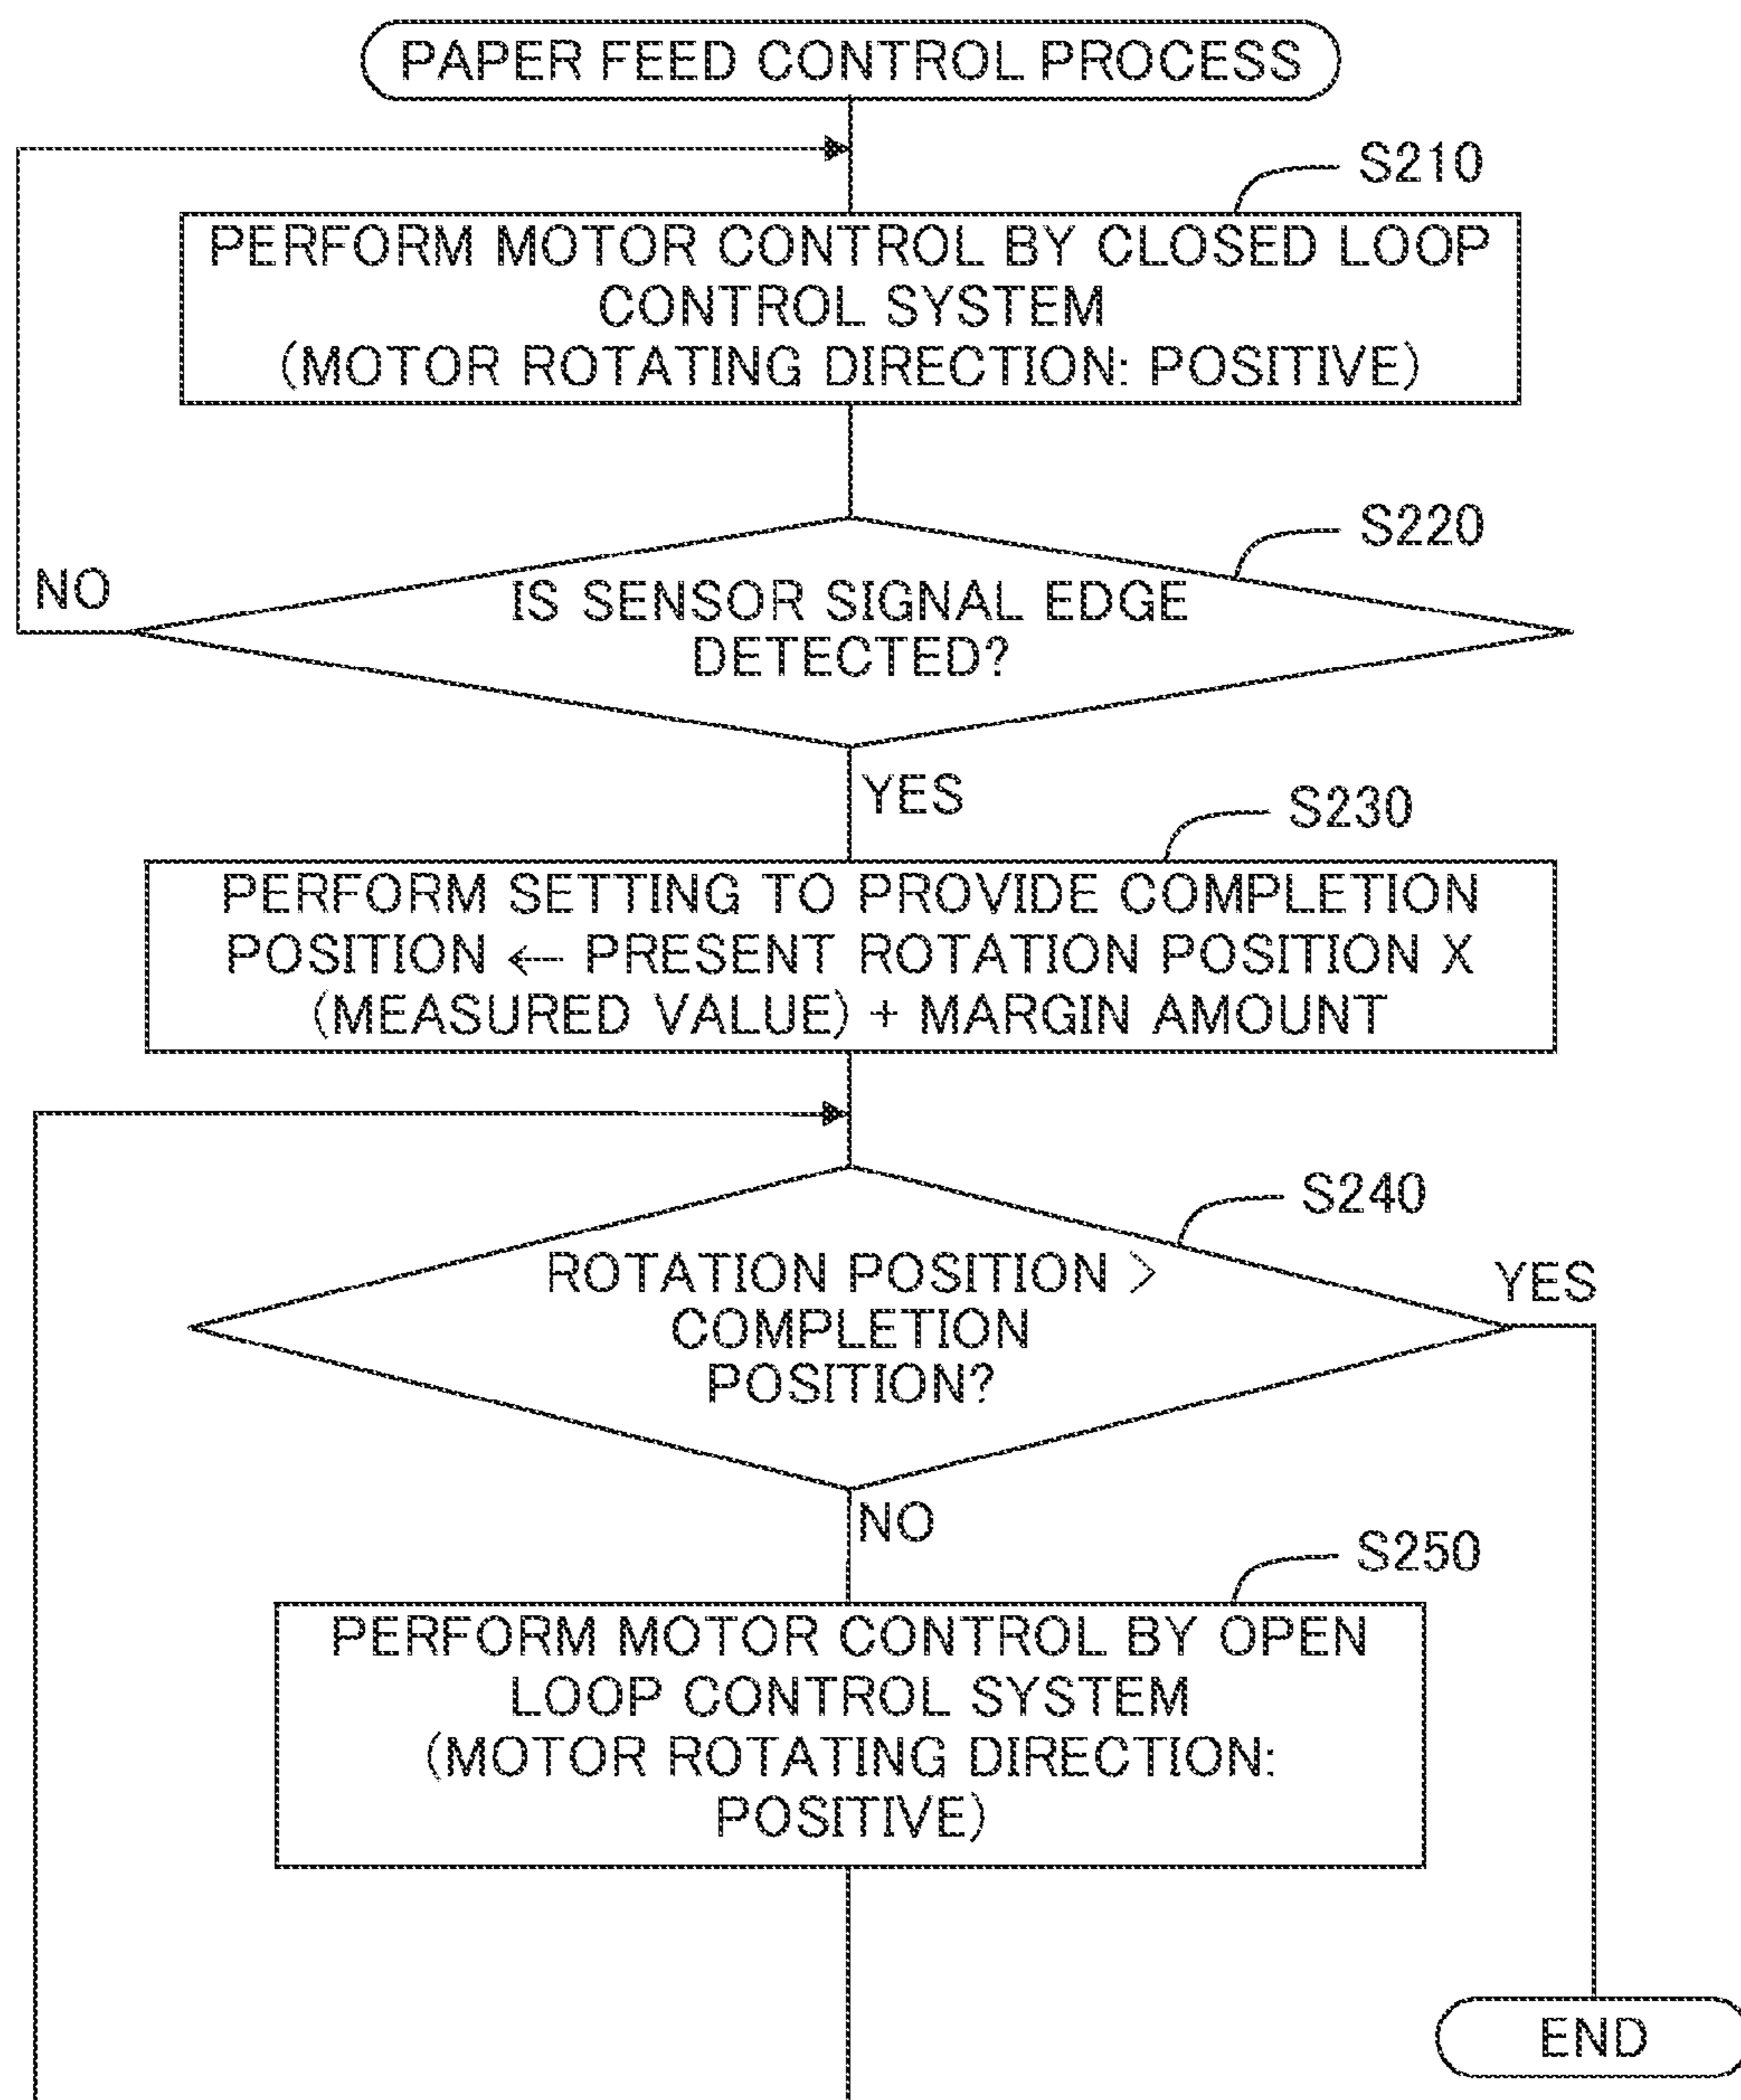 PAPER FEED CONTROL PROCESS
S210
PERFORM MOTOR CONTROL BY CLOSED LOOP
CONTROL SYSTEM
(MOTOR ROTATING DIRECTION: POSITIVE)
S220
NO
IS SENSOR SIGNAL EDGE
DETECTED?
YES
S230
PERFORM SETTING TO PROVIDE COMPLETION
POSITION ← PRESENT ROTATION POSITION X
(MEASURED VALUE) + MARGIN AMOUNT
S240
ROTATION POSITION >
COMPLETION
POSITION?
YES
NO
S250
PERFORM MOTOR CONTROL BY OPEN
LOOP CONTROL SYSTEM
(MOTOR ROTATING DIRECTION:
POSITIVE)
END